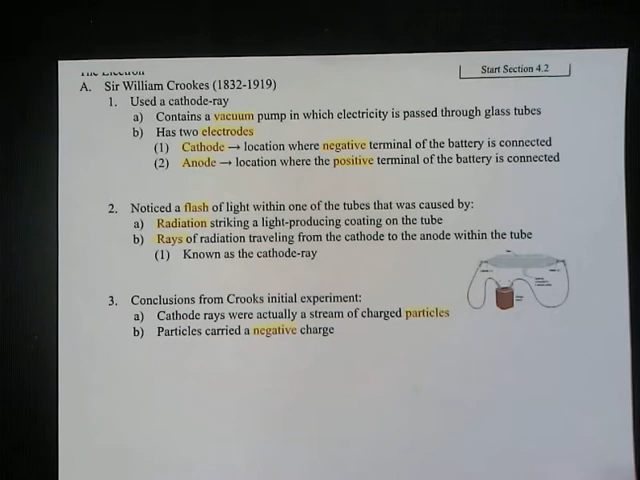 The Electron
Start Section 4.2
A. Sir William Crookes (1832-1919)
1. Used a cathode-ray
a) Contains a vacuum pump in which electricity is passed through glass tubes
b) Has two electrodes
(1) Cathode → location where negative terminal of the battery is connected
(2) Anode → location where the positive terminal of the battery is connected
2. Noticed a flash of light within one of the tubes that was caused by:
a) Radiation striking a light-producing coating on the tube
b) Rays of radiation traveling from the cathode to the anode within the tube
(1) Known as the cathode-ray
3. Conclusions from Crooks initial experiment:
a) Cathode rays were actually a stream of charged particles
b) Particles carried a negative charge